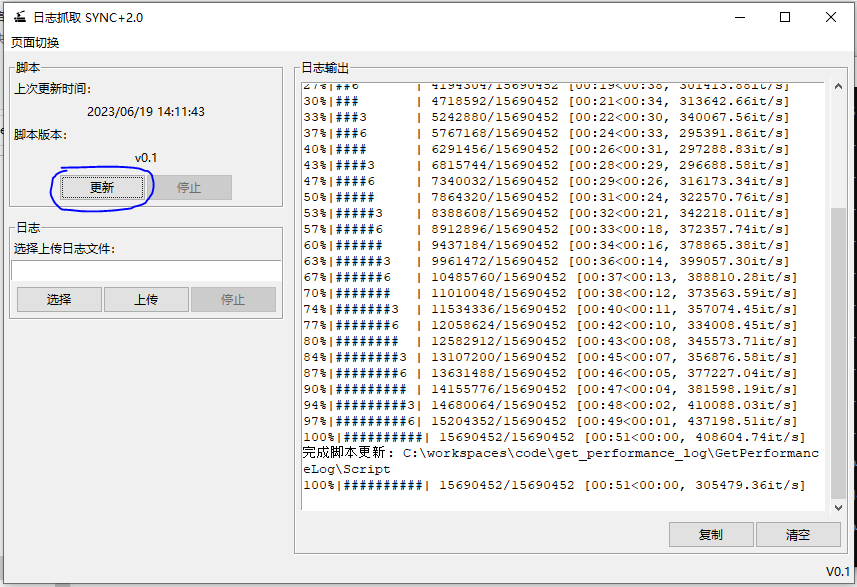 日志抓取 SYNC+2.0
页面切换
脚本
上次更新时间：
2023/06/19 14:11:43
脚本版本：
v0.1
更新 停止
日志
选择上传日志文件：
选择 上传 停止
日志输出
27%|##6       | 4194304/15690452 [00:19<00:38, 301413.88it/s]
30%|###       | 4718592/15690452 [00:21<00:34, 313642.66it/s]
33%|###3      | 5242880/15690452 [00:22<00:30, 340067.56it/s]
37%|###6      | 5767168/15690452 [00:24<00:33, 295391.86it/s]
40%|####      | 6291456/15690452 [00:26<00:31, 297288.83it/s]
43%|####3     | 6815744/15690452 [00:28<00:29, 296688.58it/s]
47%|####6     | 7340032/15690452 [00:29<00:26, 316173.34it/s]
50%|#####     | 7864320/15690452 [00:31<00:24, 322570.76it/s]
53%|#####3    | 8388608/15690452 [00:32<00:21, 342218.01it/s]
57%|#####6    | 8912896/15690452 [00:33<00:18, 372357.74it/s]
60%|######    | 9437184/15690452 [00:34<00:16, 378865.38it/s]
63%|######3   | 9961472/15690452 [00:36<00:14, 399057.30it/s]
67%|######6   | 10485760/15690452 [00:37<00:13, 388810.28it/s]
70%|#######   | 11010048/15690452 [00:38<00:12, 373563.59it/s]
74%|#######3  | 11534336/15690452 [00:40<00:11, 357074.45it/s]
77%|#######6  | 12058624/15690452 [00:42<00:10, 334008.45it/s]
80%|########  | 12582912/15690452 [00:43<00:08, 345573.71it/s]
84%|########3 | 13107200/15690452 [00:45<00:07, 356876.58it/s]
87%|########6 | 13631488/15690452 [00:46<00:05, 377227.04it/s]
90%|######### | 14155776/15690452 [00:47<00:04, 381598.19it/s]
94%|#########3| 14680064/15690452 [00:48<00:02, 410088.03it/s]
97%|#########6| 15204352/15690452 [00:49<00:01, 437198.51it/s]
100%|##########| 15690452/15690452 [00:51<00:00, 408604.74it/s]
完成脚本更新：C:\workspaces\code\get_performance_log\GetPerformanc
eLog\Script
100%|##########| 15690452/15690452 [00:51<00:00, 305479.36it/s]
复制 清空
V0.1